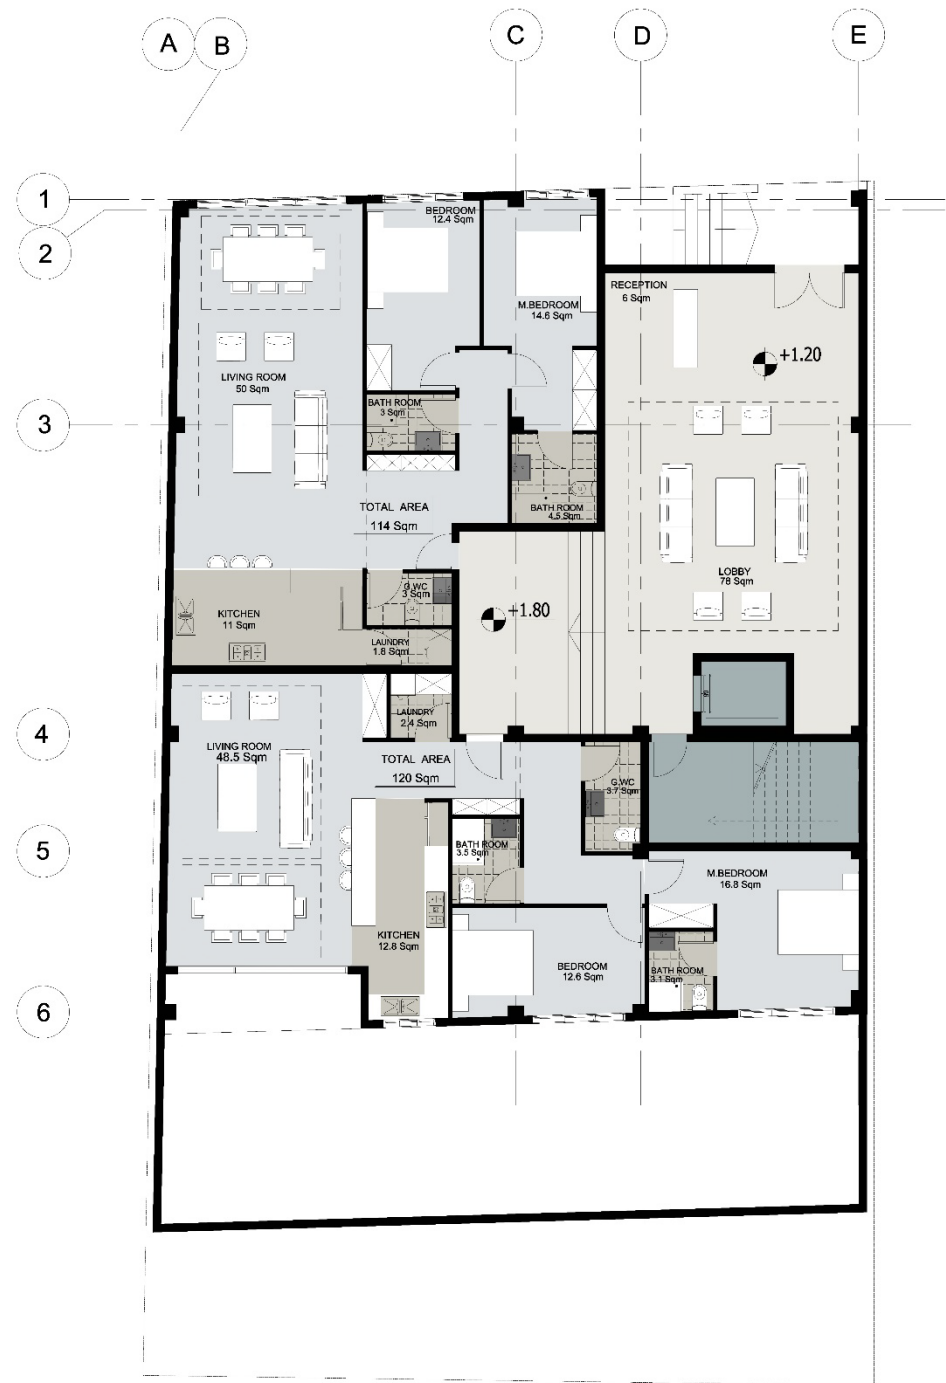 A
B
C
D
E
1
2
3
4
5
6
BEDROOM
12.4 Sqm
M.BEDROOM
14.6 Sqm
RECEPTION
6 Sqm
+1.20
LIVING ROOM
50 Sqm
BATH ROOM
3 Sqm
BATH ROOM
4.5 Sqm
TOTAL AREA
114 Sqm
LOBBY
78 Sqm
G.WC
3 Sqm
KITCHEN
11 Sqm
+1.80
LAUNDRY
1.8 Sqm
LAUNDRY
2.4 Sqm
LIVING ROOM
48.5 Sqm
TOTAL AREA
120 Sqm
G.WC
3.7 Sqm
BATH ROOM
3.5 Sqm
M.BEDROOM
16.8 Sqm
KITCHEN
12.8 Sqm
BEDROOM
12.6 Sqm
BATH ROOM
3.1 Sqm